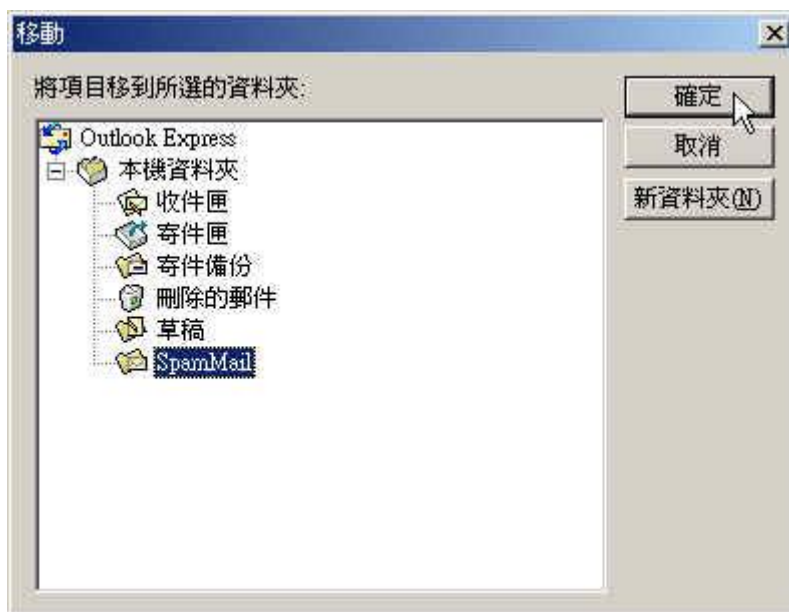 移動
將項目移到所選的資料夾:
Outlook Express
本機資料夾
收件匣
寄件匣
寄件備份
刪除的郵件
草稿
SpamMail
確定
取消
新資料夾(N)